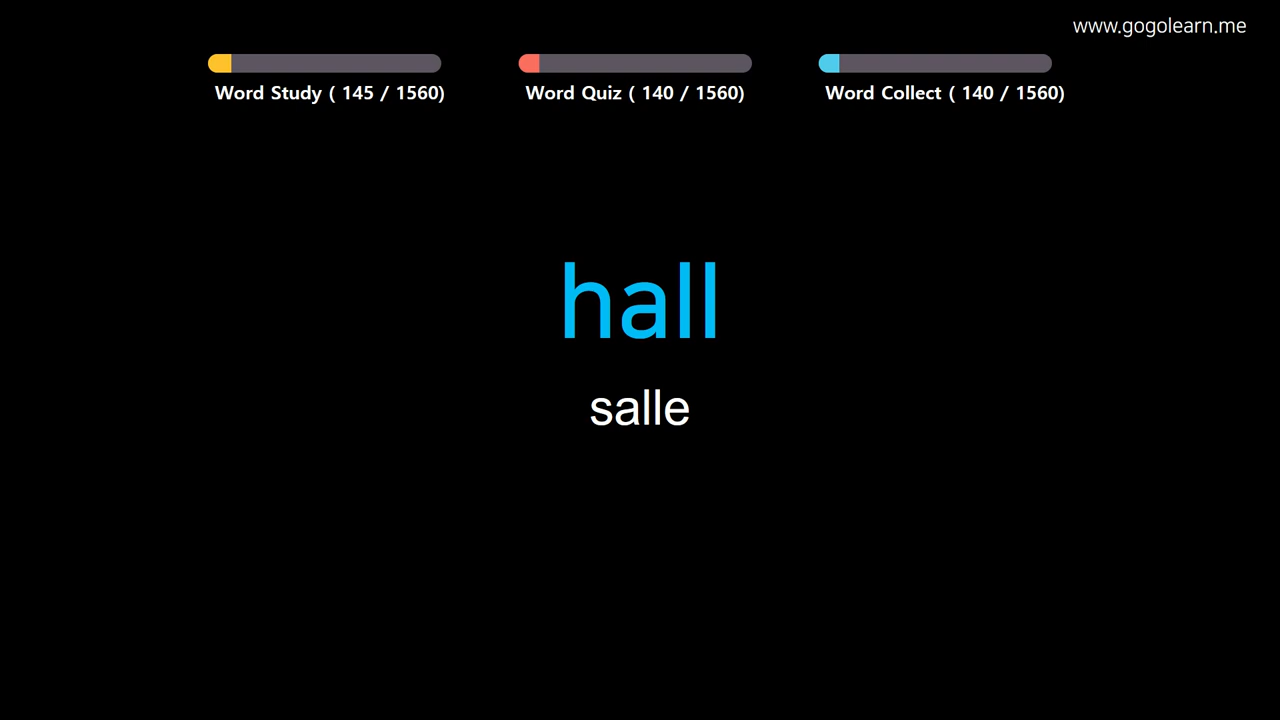 www.gogolearn.me
Word Study ( 145 / 1560)
Word Quiz ( 140 / 1560)
Word Collect ( 140 / 1560)
hall
salle